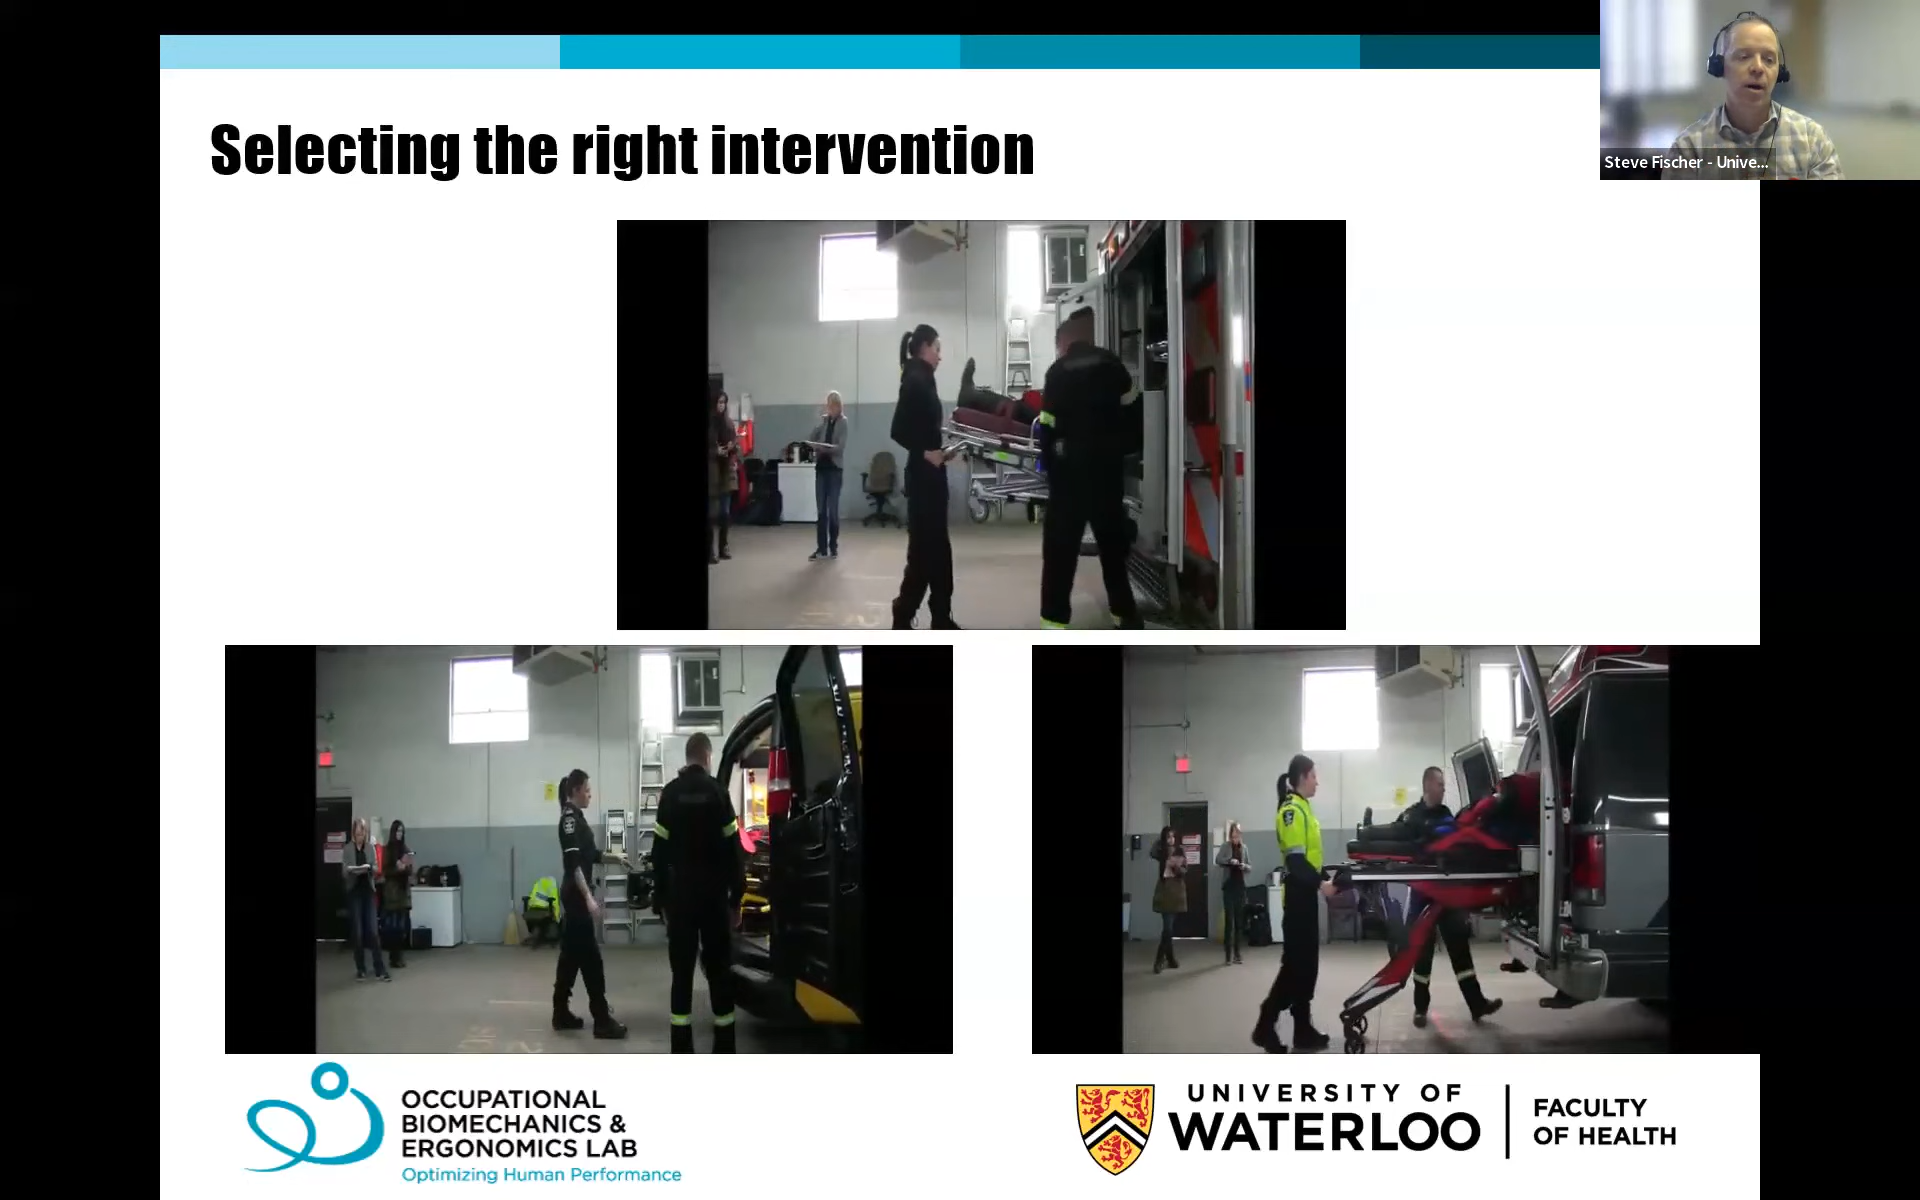 Selecting the right intervention
Steve Fischer - Unive...
OCCUPATIONAL
BIOMECHANICS &
ERGONOMICS LAB
Optimizing Human Performance
UNIVERSITY OF
WATERLOO
FACULTY
OF HEALTH